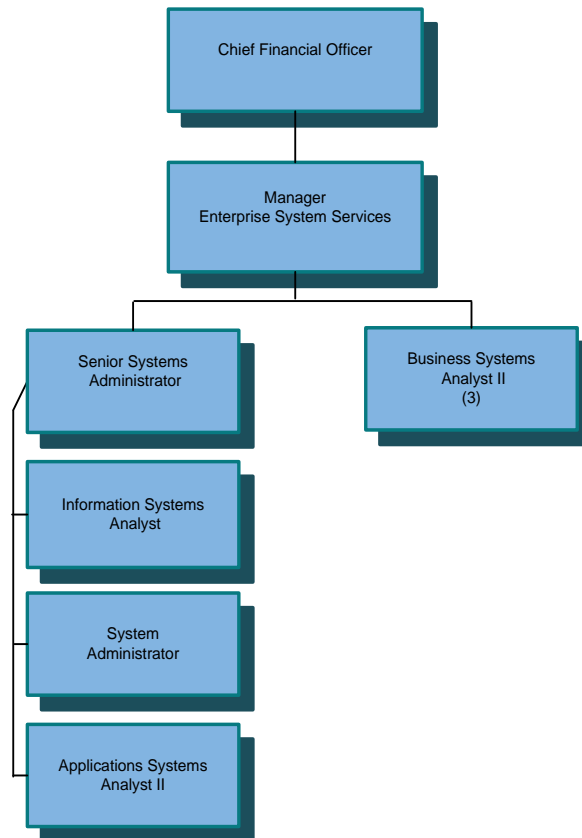 Chief Financial Officer
Manager
Enterprise System Services
Senior Systems
Administrator
Business Systems
Analyst II
(3)
Information Systems
Analyst
System
Administrator
Applications Systems
Analyst II